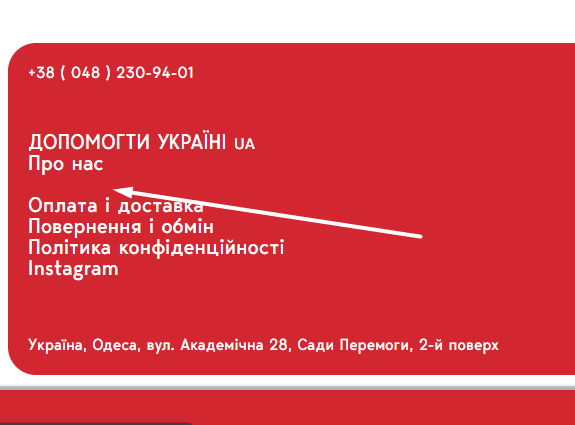 +38 ( 048 ) 230-94-01
ДОПОМОГТИ УКРАЇНІ UA
Про нас
Оплата і доставка
Повернення і обмін
Політика конфіденційності
Instagram
Україна, Одеса, вул. Академічна 28, Сади Перемоги, 2-й поверх